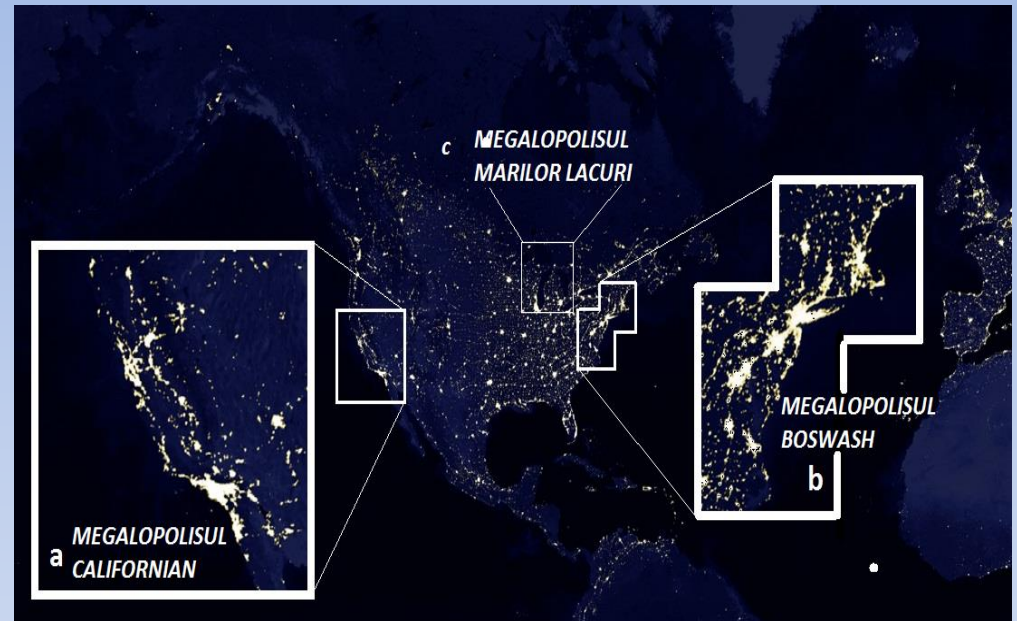 c MEGALOPOLISUL
MARILOR LACURI
MEGALOPOLISUL
BOSWASH
b
MEGALOPOLISUL
a CALIFORNIAN